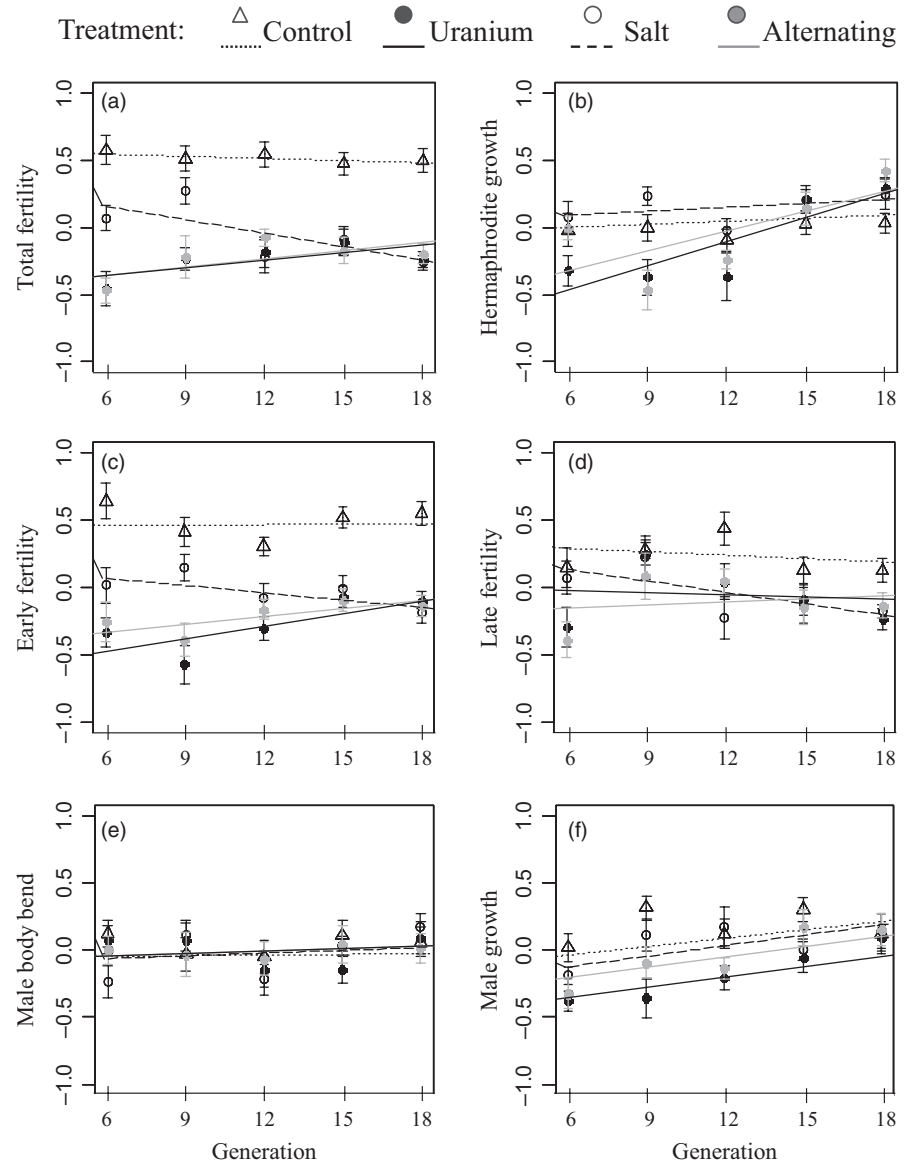 Treatment: Control Uranium Salt Alternating
(a)
Total fertility
1.0
0.5
0.0
−0.5
−1.0
6 9 12 15 18
(b)
Hermaphrodite growth
1.0
0.5
0.0
−0.5
−1.0
6 9 12 15 18
(c)
Early fertility
1.0
0.5
0.0
−0.5
−1.0
6 9 12 15 18
(d)
Late fertility
1.0
0.5
0.0
−0.5
−1.0
6 9 12 15 18
(e)
Male body bend
1.0
0.5
0.0
−0.5
−1.0
6 9 12 15 18
Generation
(f)
Male growth
1.0
0.5
0.0
−0.5
−1.0
6 9 12 15 18
Generation